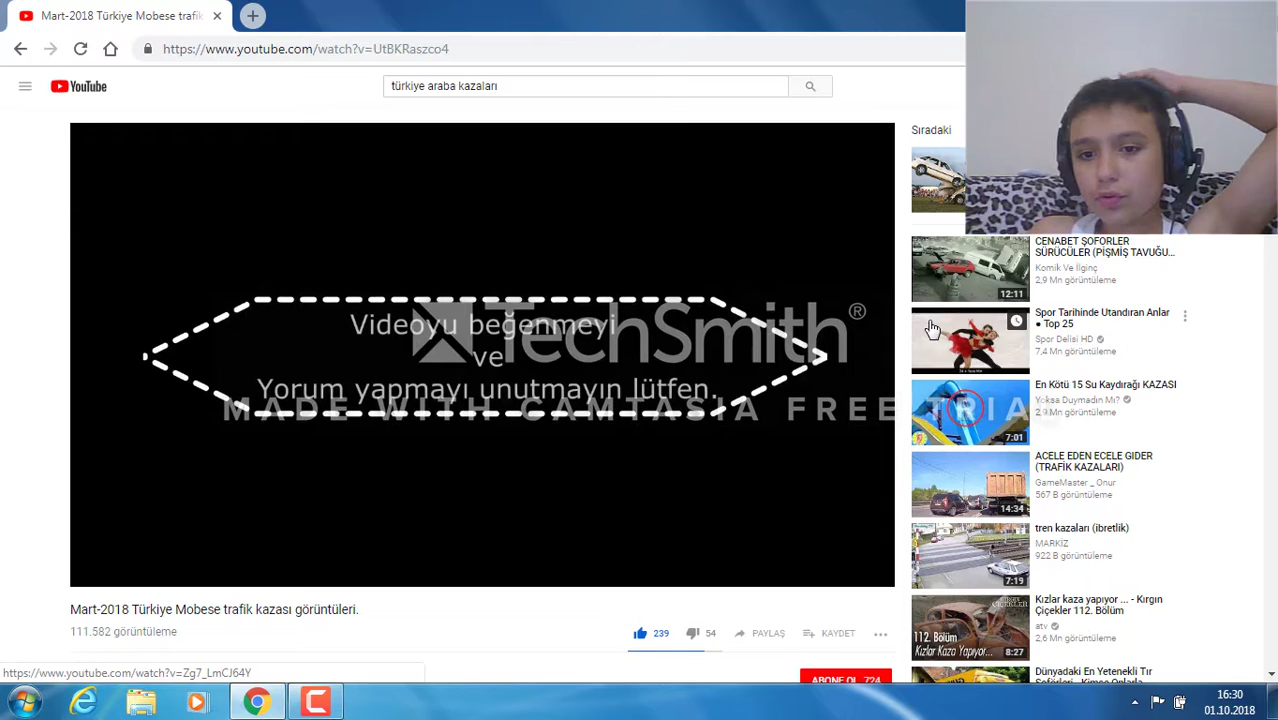 Mart-2018 Türkiye Mobese trafik
https://www.youtube.com/watch?v=UtBKRaszco4
YouTube
türkiye araba kazaları
Sıradaki
Videoyu beğenmeyi
ve
Yorum yapmayı unutmayın lütfen.
TechSmith®
MADE WITH CAMTASIA FREE TRIAL
CENABET ŞOFÖRLER
SÜRÜCÜLER (PİŞMİŞ TAVUĞU...
Komik Ve İlginç
2,9 Mn görüntüleme
12:11
Spor Tarihinde Utandıran Anlar
● Top 25
Spor Delisi HD
7,4 Mn görüntüleme
En Kötü 15 Su Kaydırağı KAZASI
Yoksa Duymadın Mı?
2,9 Mn görüntüleme
7:01
ACELE EDEN ECELE GİDER
(TRAFİK KAZALARI)
GameMaster _ Onur
567 B görüntüleme
14:34
tren kazaları (ibretlik)
MARKİZ
922 B görüntüleme
7:19
Kızlar kaza yapıyor ... - Kırgın
Çiçekler 112. Bölüm
atv
2,6 Mn görüntüleme
KIRGIN
ÇİÇEKLER
112. Bölüm
Kızlar Kaza Yapıyor...
8:27
Dünyadaki En Yetenekli Tır
Mart-2018 Türkiye Mobese trafik kazası görüntüleri.
111.582 görüntüleme
239
54
PAYLAŞ
KAYDET
ABONE OL 724
https://www.youtube.com/watch?v=Zg7_LmCJ64Y
16:30
01.10.2018